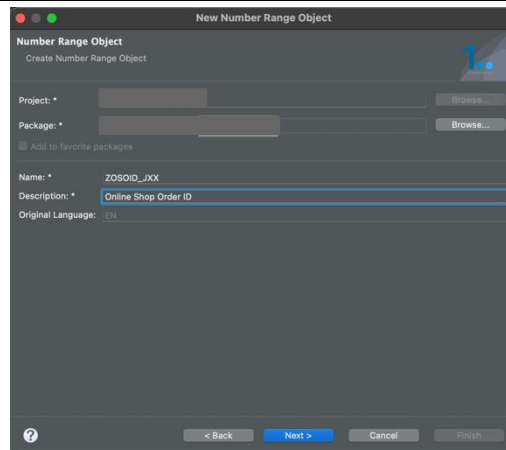 New Number Range Object
Number Range Object
Create Number Range Object
1..
Project: *
Browse...
Package: *
Browse...
Add to favorite packages
Name: * ZOSOID_JXX
Description: * Online Shop Order ID
Original Language: EN
? < Back Next > Cancel Finish